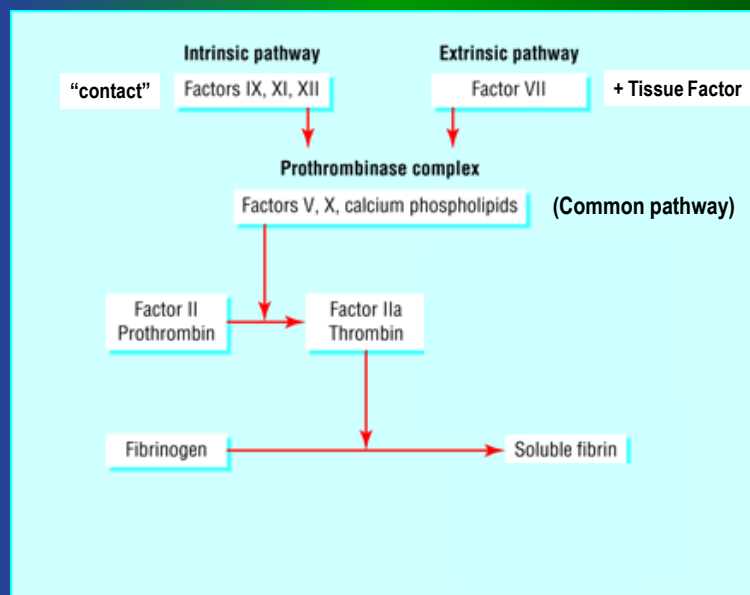 Intrinsic pathway
Extrinsic pathway
“contact”
Factors IX, XI, XII
Factor VII
+ Tissue Factor
Prothrombinase complex
Factors V, X, calcium phospholipids
(Common pathway)
Factor II
Prothrombin
Factor IIa
Thrombin
Fibrinogen
Soluble fibrin